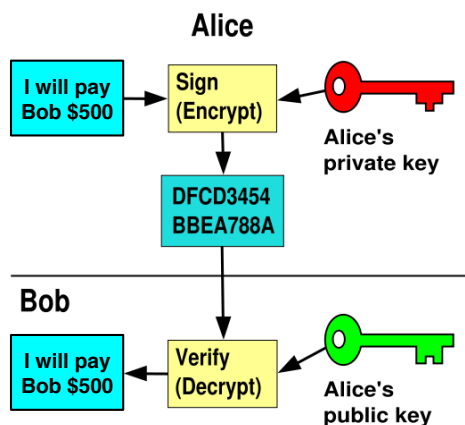 Alice
I will pay
Bob $500
Sign
(Encrypt)
Alice's
private key
DFCD3454
BBEA788A
Bob
I will pay
Bob $500
Verify
(Decrypt)
Alice's
public key